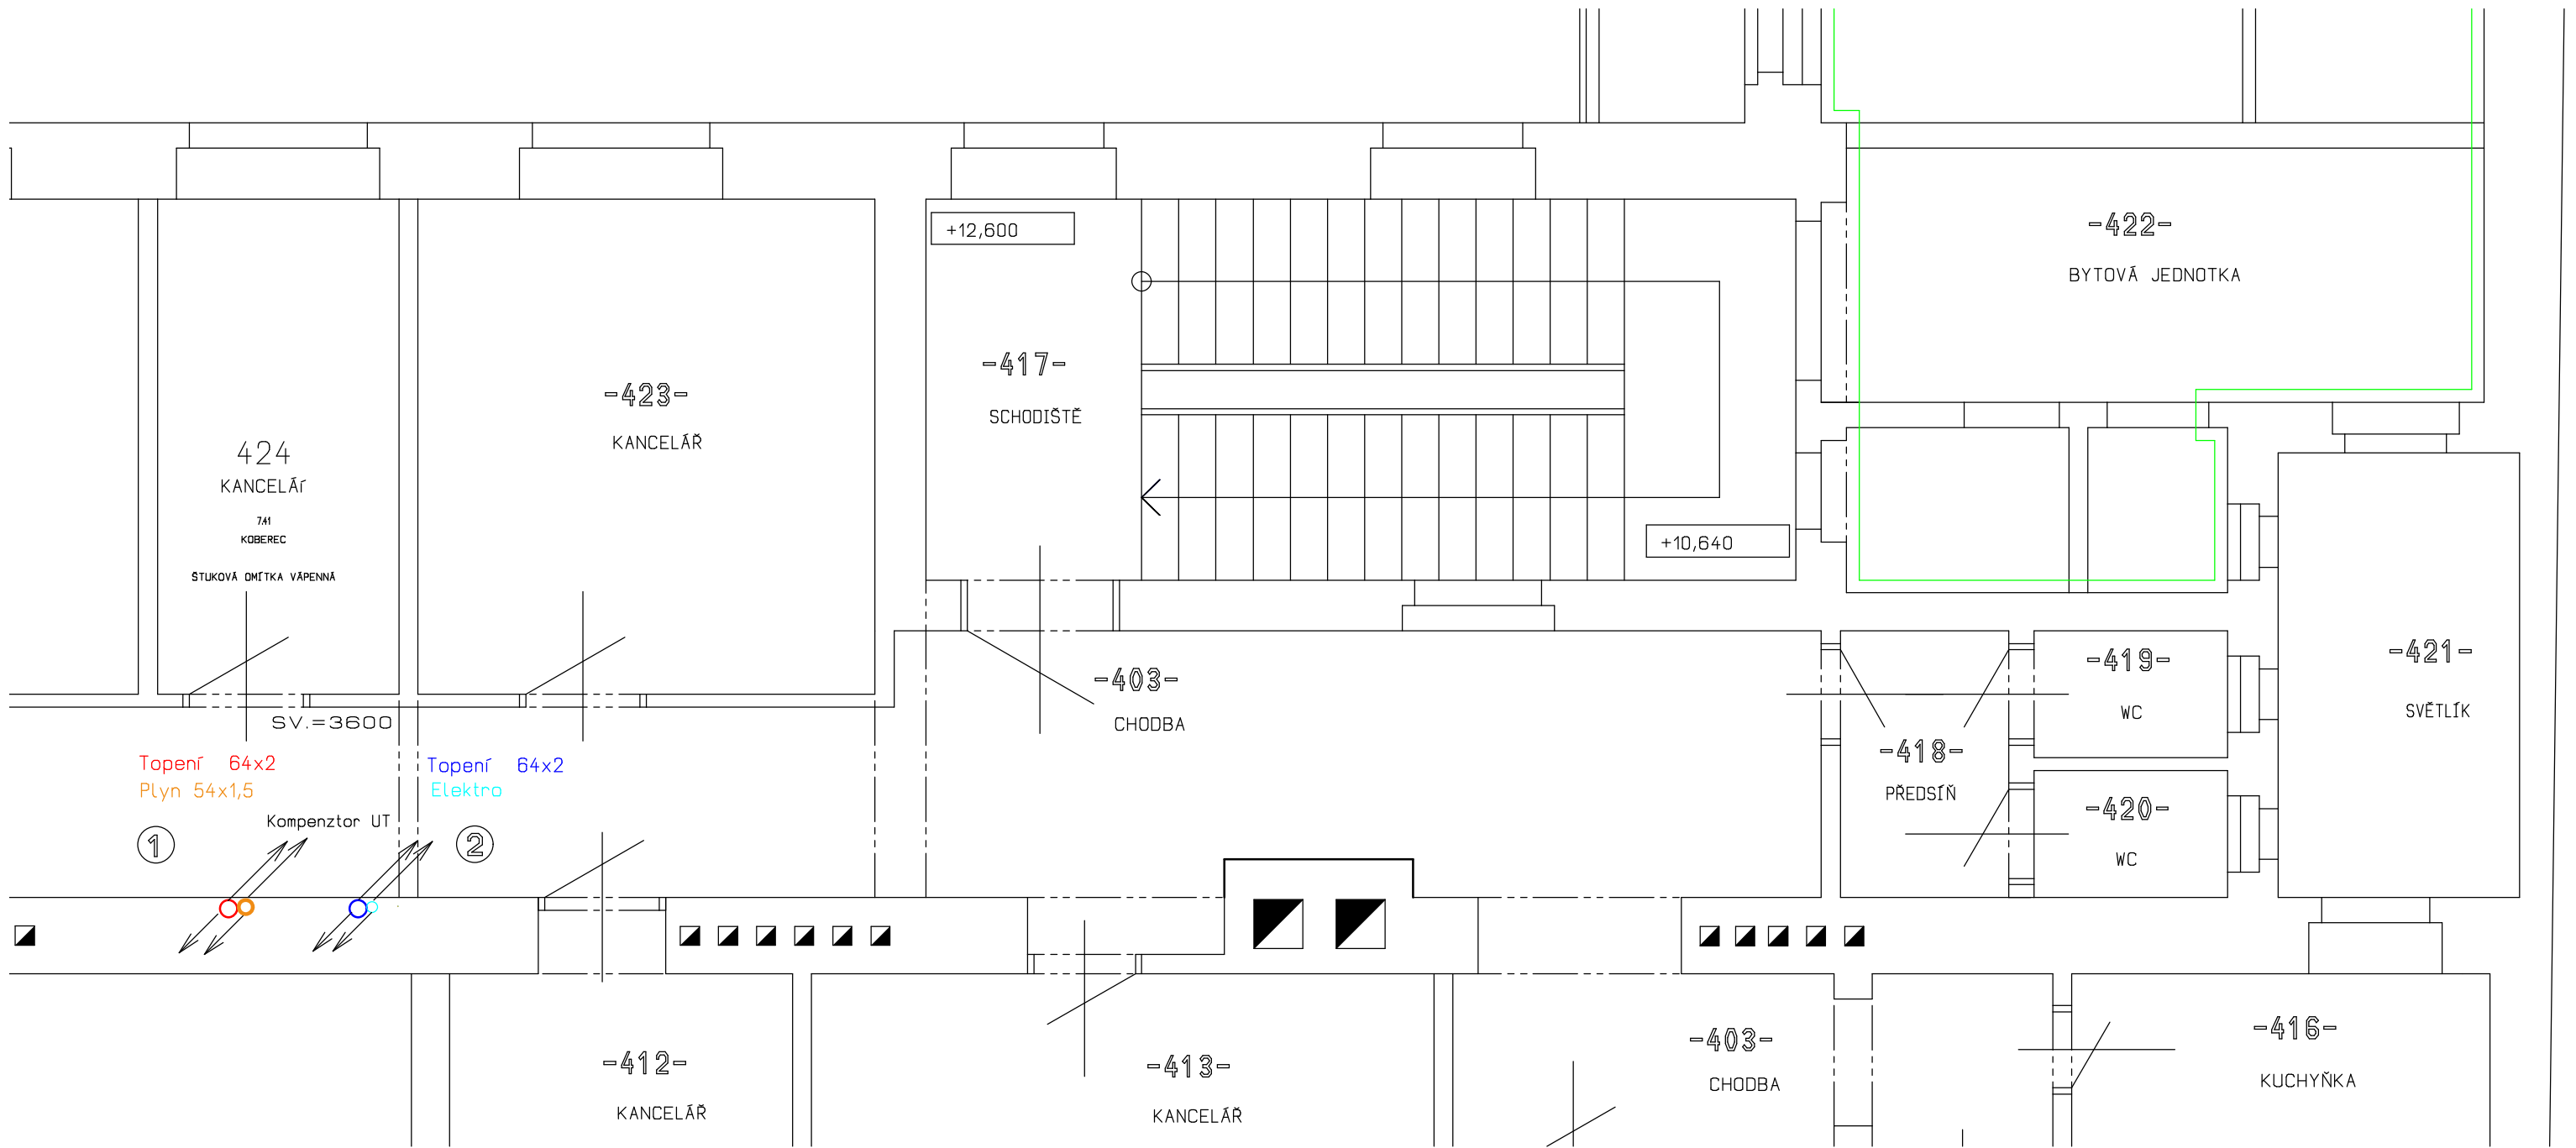 +12,600
-422-
BYTOVÁ JEDNOTKA
-417-
SCHODIŠTĚ
-423-
KANCELÁŘ
424
KANCELÁŕ
7,41
KOBEREC
ŠTUKOVÁ OMÍTKA VÁPENNÁ
+10,640
-403-
CHODBA
-419-
WC
-421-
SVĚTLÍK
SV.=3600
Topení 64x2
Plyn 54x1,5
Topení 64x2
Elektro
-418-
PŘEDSÍŇ
-420-
WC
Kompenztor UT
1
2
-412-
KANCELÁŘ
-413-
KANCELÁŘ
-403-
CHODBA
-416-
KUCHYŇKA